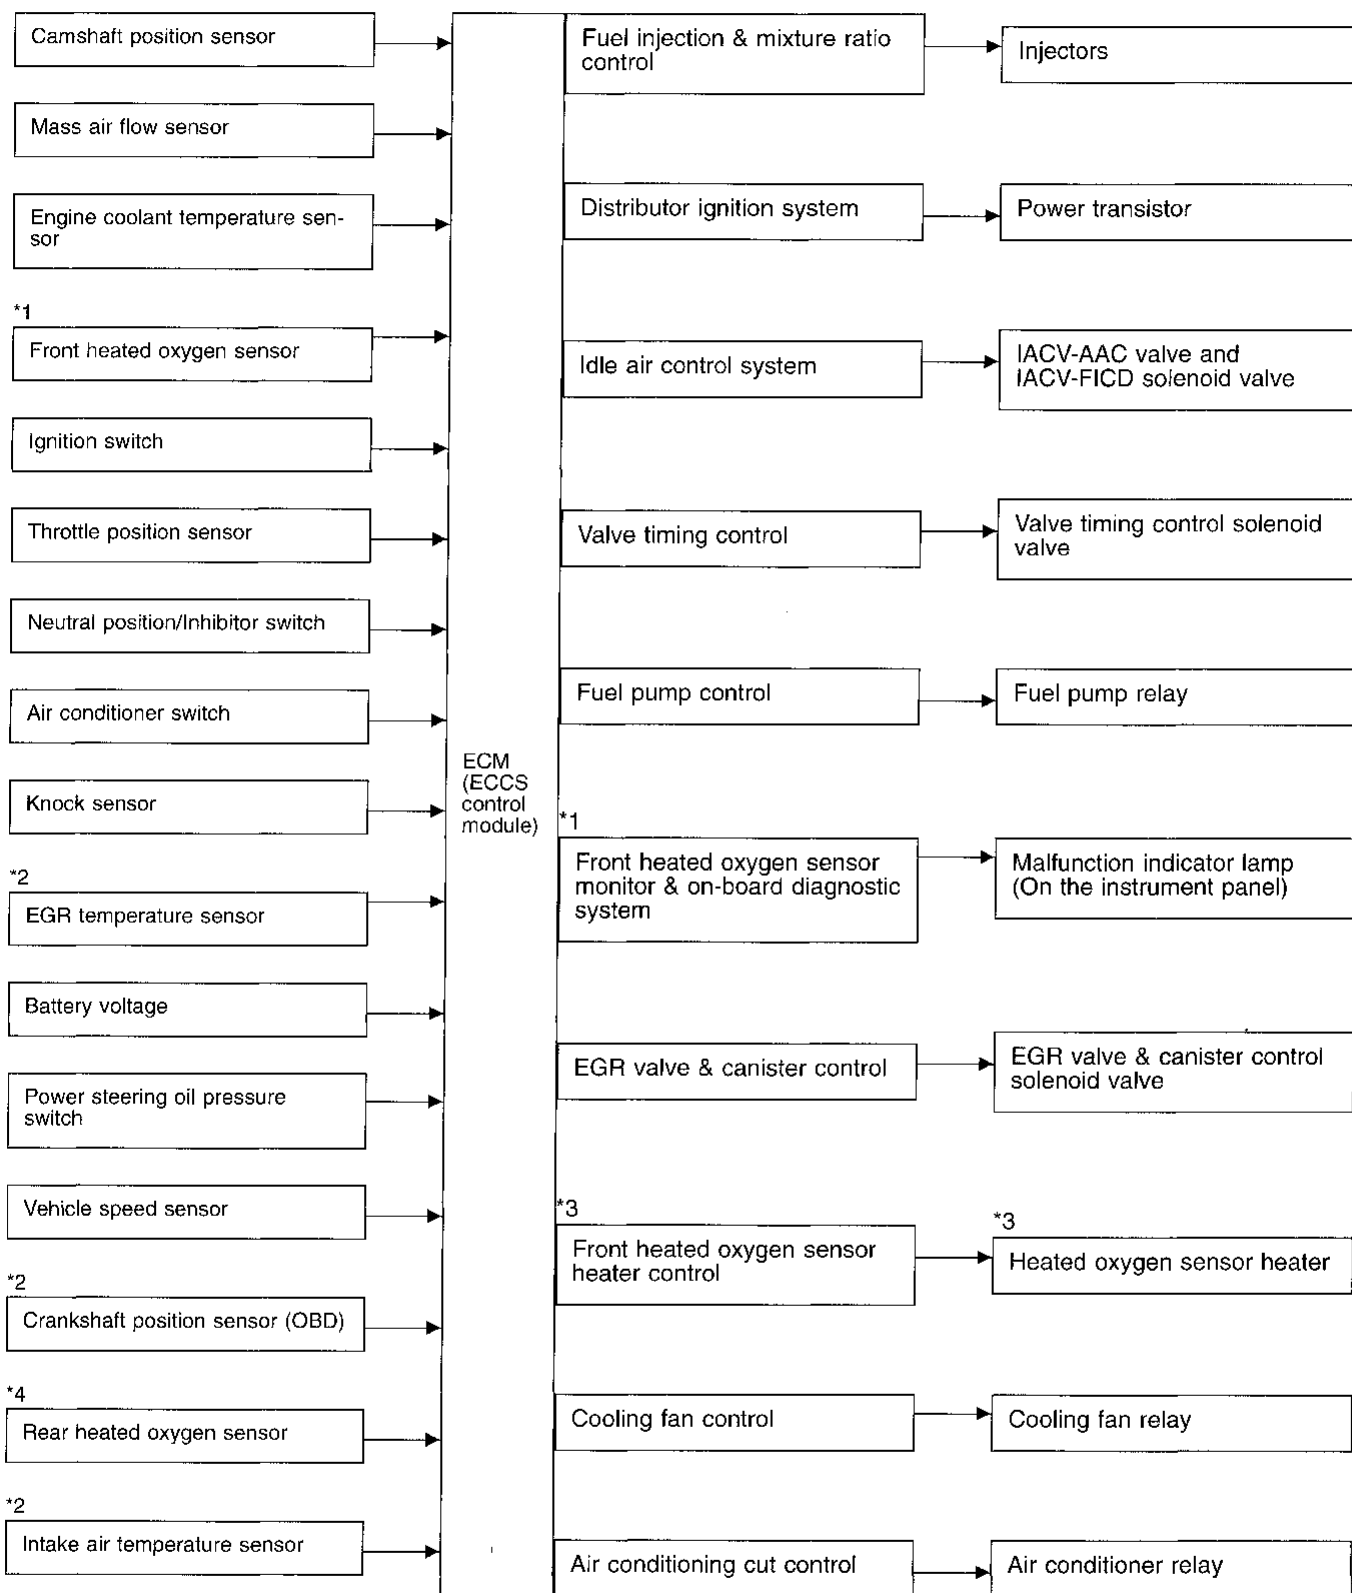 Camshaft position sensor
Mass air flow sensor
Engine coolant temperature sen-
sor
*1
Front heated oxygen sensor
Ignition switch
Throttle position sensor
Neutral position/Inhibitor switch
Air conditioner switch
Knock sensor
*2
EGR temperature sensor
Battery voltage
Power steering oil pressure
switch
Vehicle speed sensor
*2
Crankshaft position sensor (OBD)
*4
Rear heated oxygen sensor
*2
Intake air temperature sensor
ECM
(ECCS
control
module)
Fuel injection & mixture ratio
control
Distributor ignition system
Idle air control system
Valve timing control
Fuel pump control
*1
Front heated oxygen sensor
monitor & on-board diagnostic
system
EGR valve & canister control
*3
Front heated oxygen sensor
heater control
Cooling fan control
Air conditioning cut control
Injectors
Power transistor
IACV-AAC valve and
IACV-FICD solenoid valve
Valve timing control solenoid
valve
Fuel pump relay
Malfunction indicator lamp
(On the instrument panel)
EGR valve & canister control
solenoid valve
*3
Heated oxygen sensor heater
Cooling fan relay
Air conditioner relay